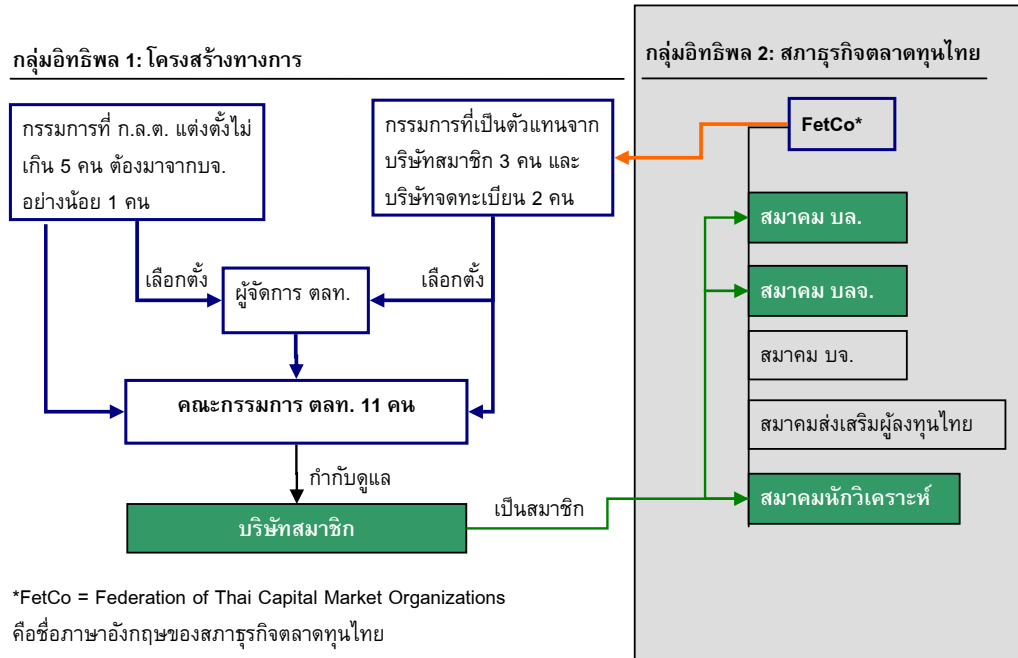 กลุ่มอิทธิพล 1: โครงสร้างทางการ
กรรมการที่ ก.ล.ต. แต่งตั้งไม่
เกิน 5 คน ต้องมาจากบจ.
อย่างน้อย 1 คน
กรรมการที่เป็นตัวแทนจาก
บริษัทสมาชิก 3 คน และ
บริษัทจดทะเบียน 2 คน
เลือกตั้ง
ผู้จัดการ ตลท.
เลือกตั้ง
คณะกรรมการ ตลท. 11 คน
กำกับดูแล
บริษัทสมาชิก
เป็นสมาชิก
กลุ่มอิทธิพล 2: สภาธุรกิจตลาดทุนไทย
FetCo*
สมาคม บล.
สมาคม บลจ.
สมาคม บจ.
สมาคมส่งเสริมผู้ลงทุนไทย
สมาคมนักวิเคราะห์
*FetCo = Federation of Thai Capital Market Organizations
คือชื่อภาษาอังกฤษของสภาธุรกิจตลาดทุนไทย